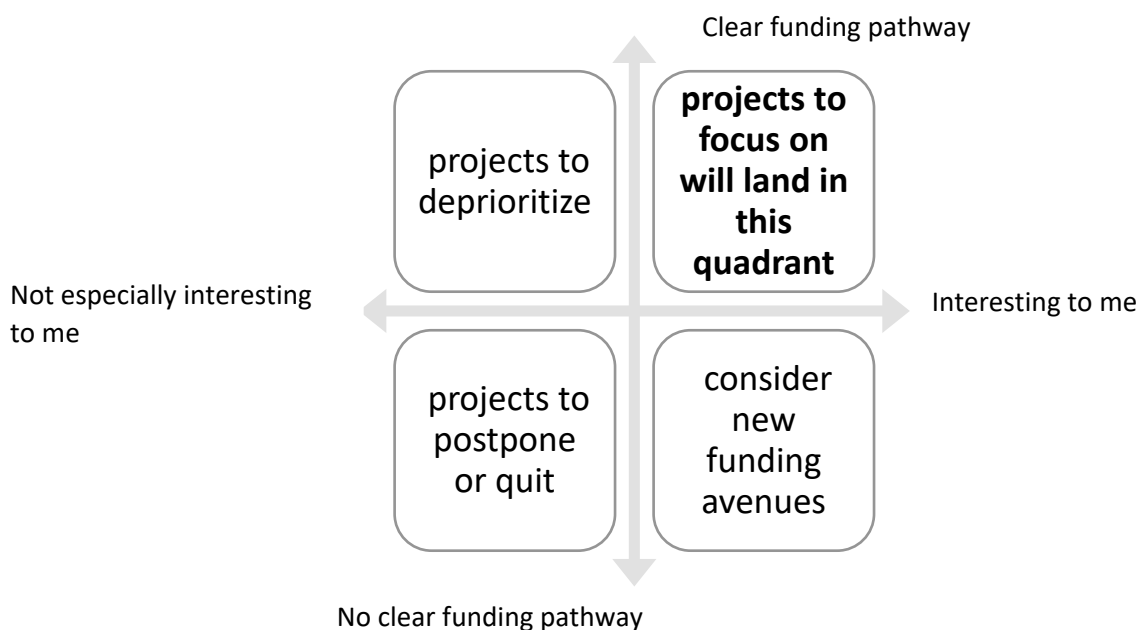 Clear funding pathway
projects to
deprioritize
projects to
focus on
will land in
this
quadrant
Not especially interesting
to me
Interesting to me
projects to
postpone
or quit
consider
new
funding
avenues
No clear funding pathway